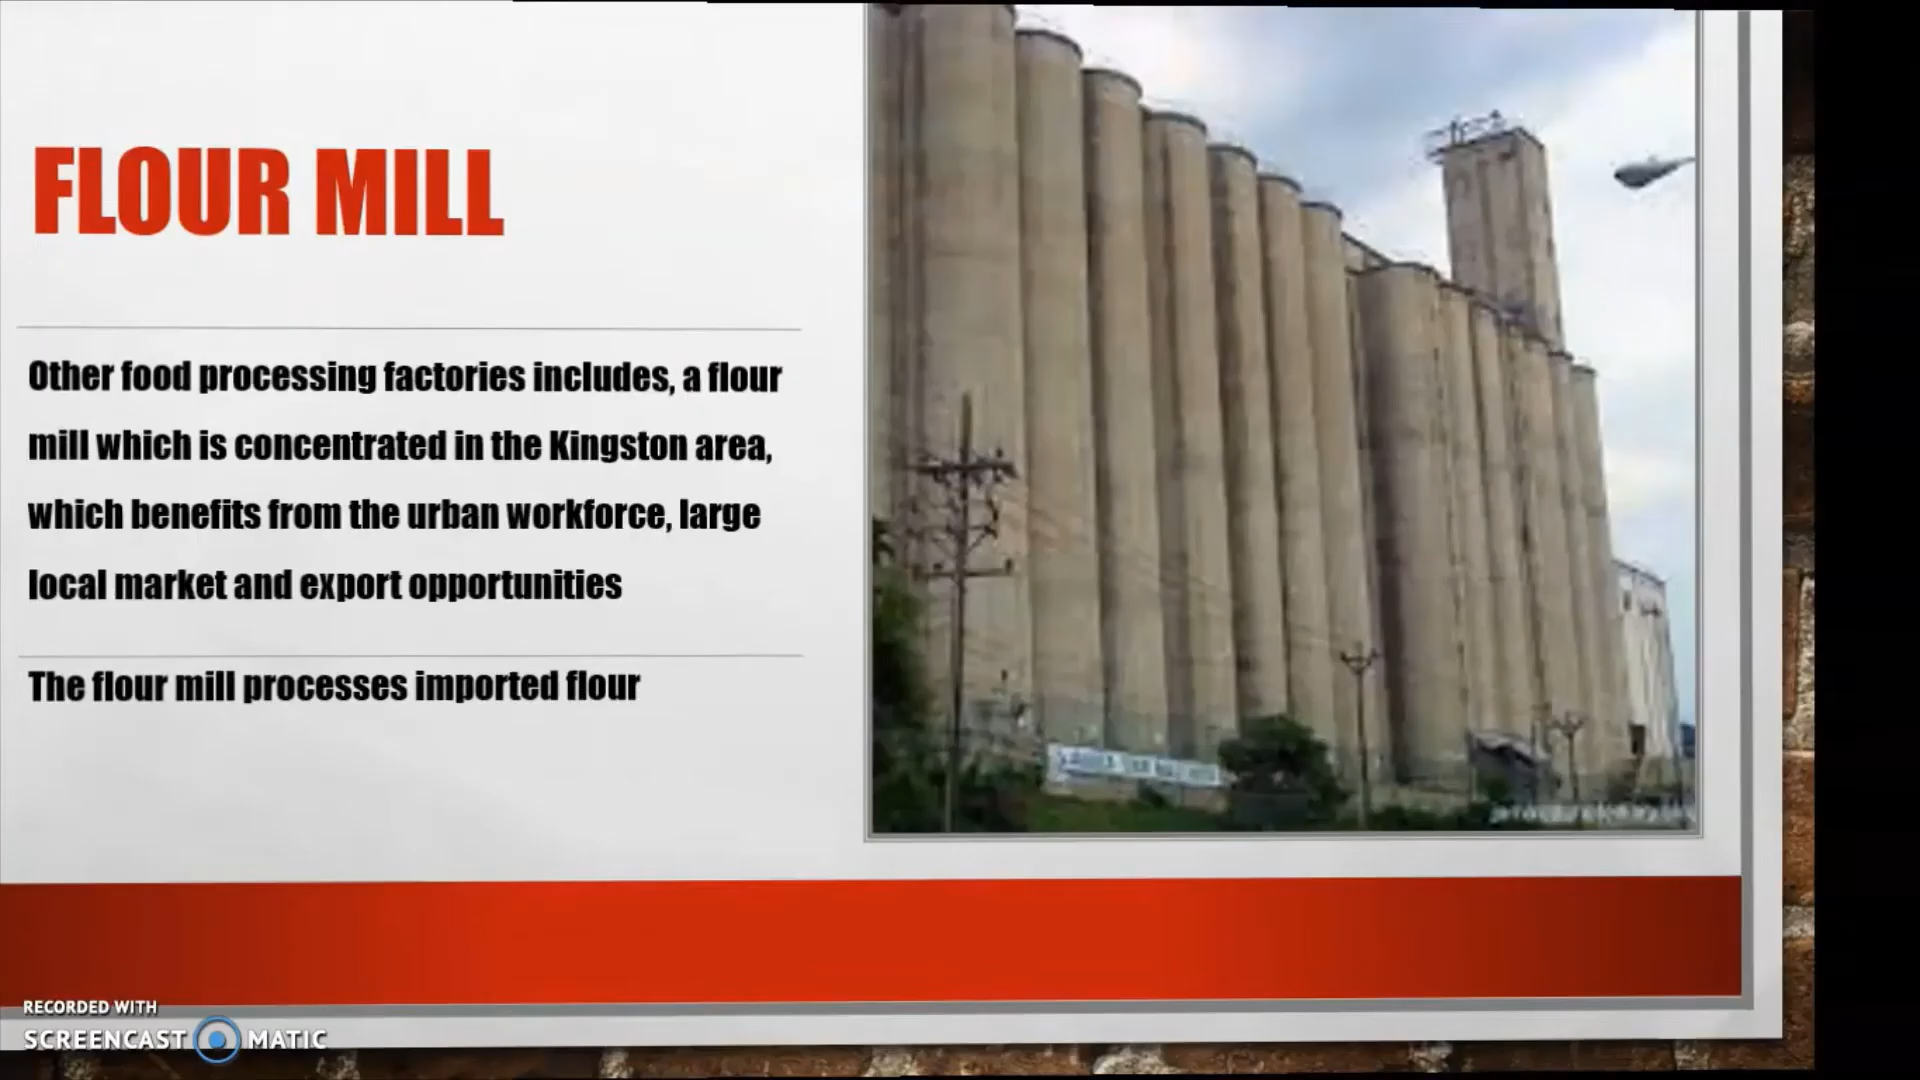 FLOUR MILL
Other food processing factories includes, a flour
mill which is concentrated in the Kingston area,
which benefits from the urban workforce, large
local market and export opportunities
The flour mill processes imported flour
RECORDED WITH
SCREENCAST MATIC